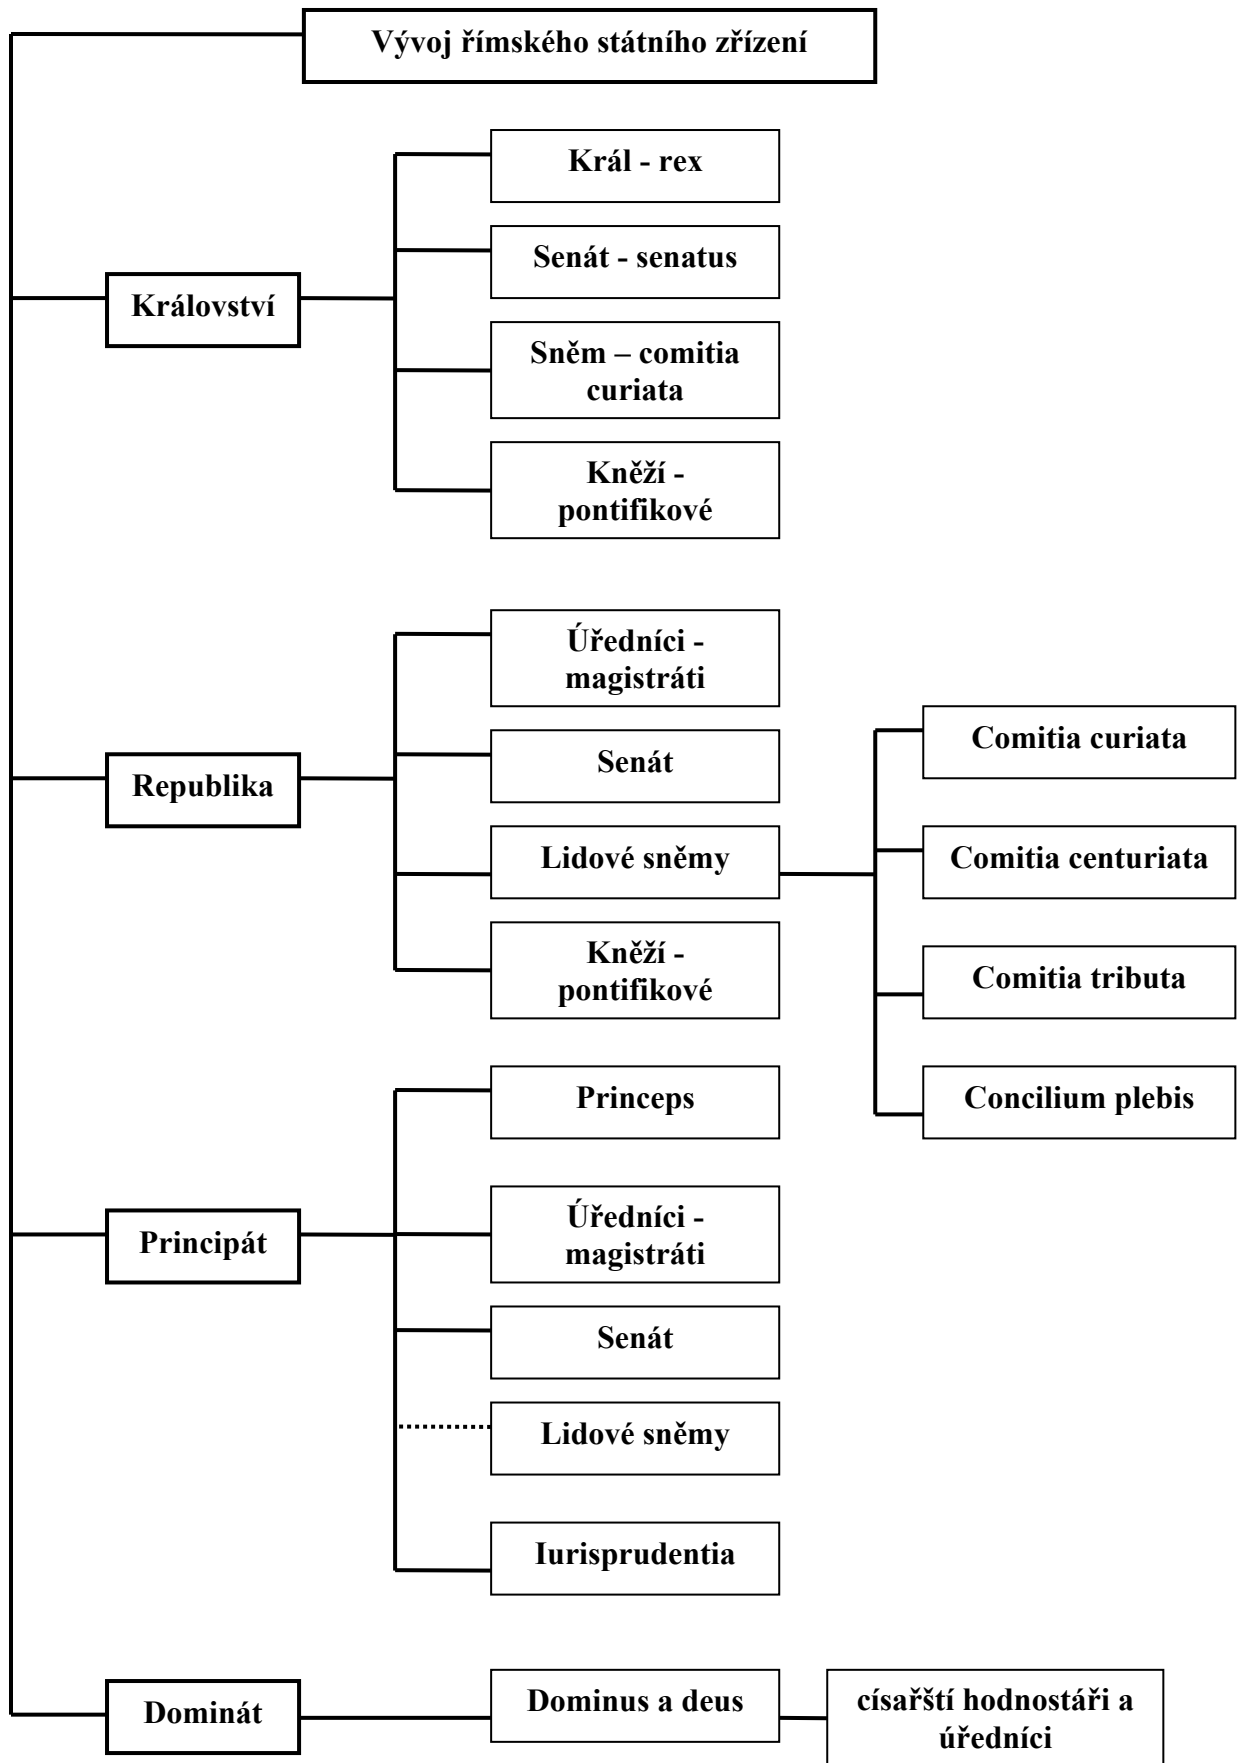 Vývoj římského státního zřízení
Král - rex
Senát - senatus
Království
Sněm – comitia
curiata
Kněží -
pontifikové
Úředníci -
magistráti
Republika
Senát
Lidové sněmy
Kněží -
pontifikové
Comitia curiata
Comitia centuriata
Comitia tributa
Concilium plebis
Princeps
Principát
Úředníci -
magistráti
Senát
Lidové sněmy
Iurisprudentia
Dominát
Dominus a deus
císařští hodnostáři a
úředníci